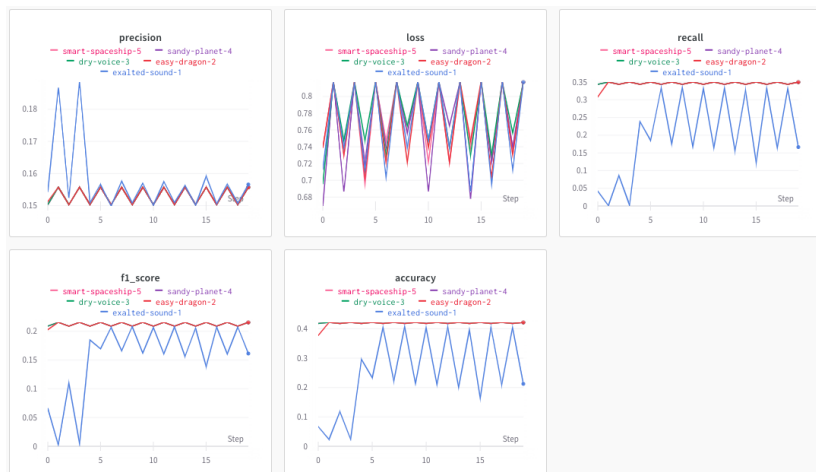 precision
smart-spaceship-5 sandy-planet-4
dry-voice-3 easy-dragon-2
exalted-sound-1
0.18
0.17
0.16
0.15
Step
0 5 10 15
loss
smart-spaceship-5 sandy-planet-4
dry-voice-3 easy-dragon-2
exalted-sound-1
0.8
0.78
0.76
0.74
0.72
0.7
0.68
Step
0 5 10 15
recall
smart-spaceship-5 sandy-planet-4
dry-voice-3 easy-dragon-2
exalted-sound-1
0.35
0.3
0.25
0.2
0.15
0.1
0.05
0
Step
0 5 10 15
f1_score
smart-spaceship-5 sandy-planet-4
dry-voice-3 easy-dragon-2
exalted-sound-1
0.2
0.15
0.1
0.05
0
Step
0 5 10 15
accuracy
smart-spaceship-5 sandy-planet-4
dry-voice-3 easy-dragon-2
exalted-sound-1
0.4
0.3
0.2
0.1
0
Step
0 5 10 15